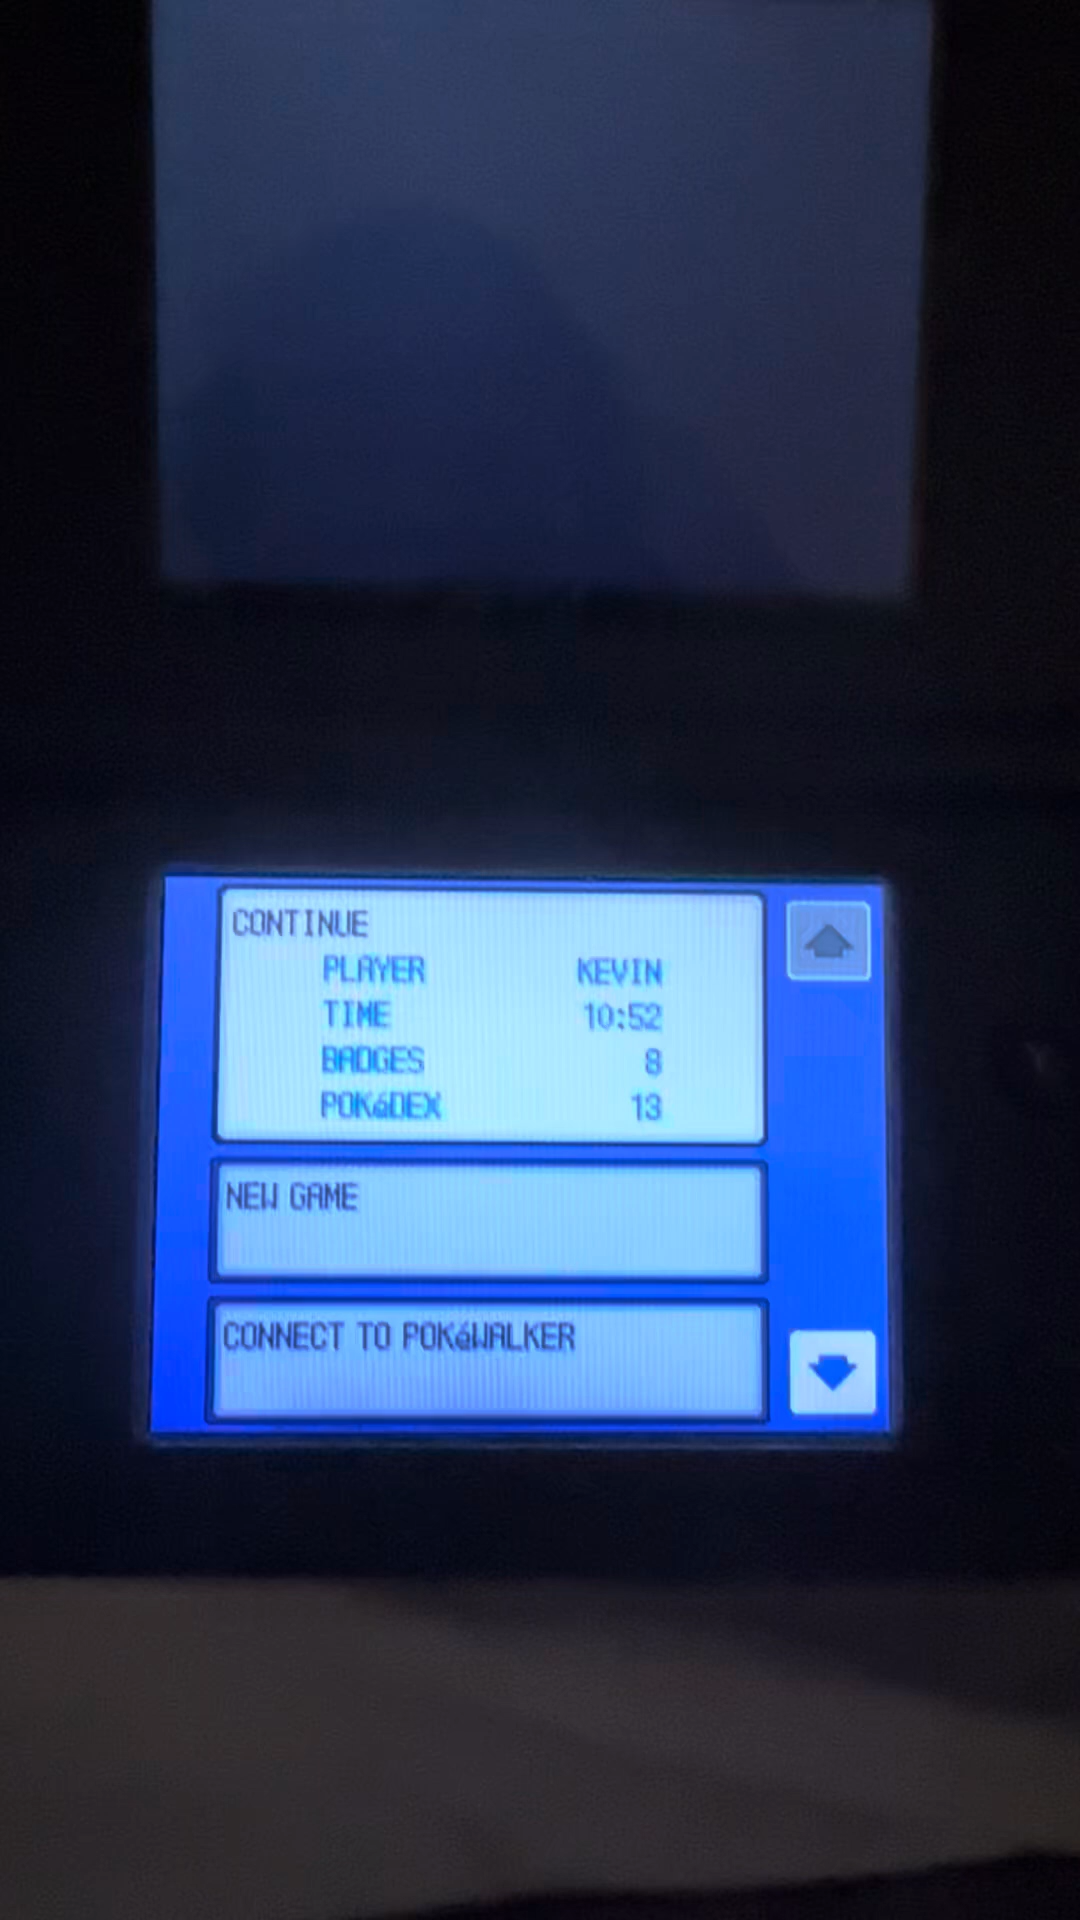 CONTINUE
PLAYER KEVIN
TIME 10:52
BADGES 8
POKéDEX 13
NEW GAME
CONNECT TO POKéWALKER
Y